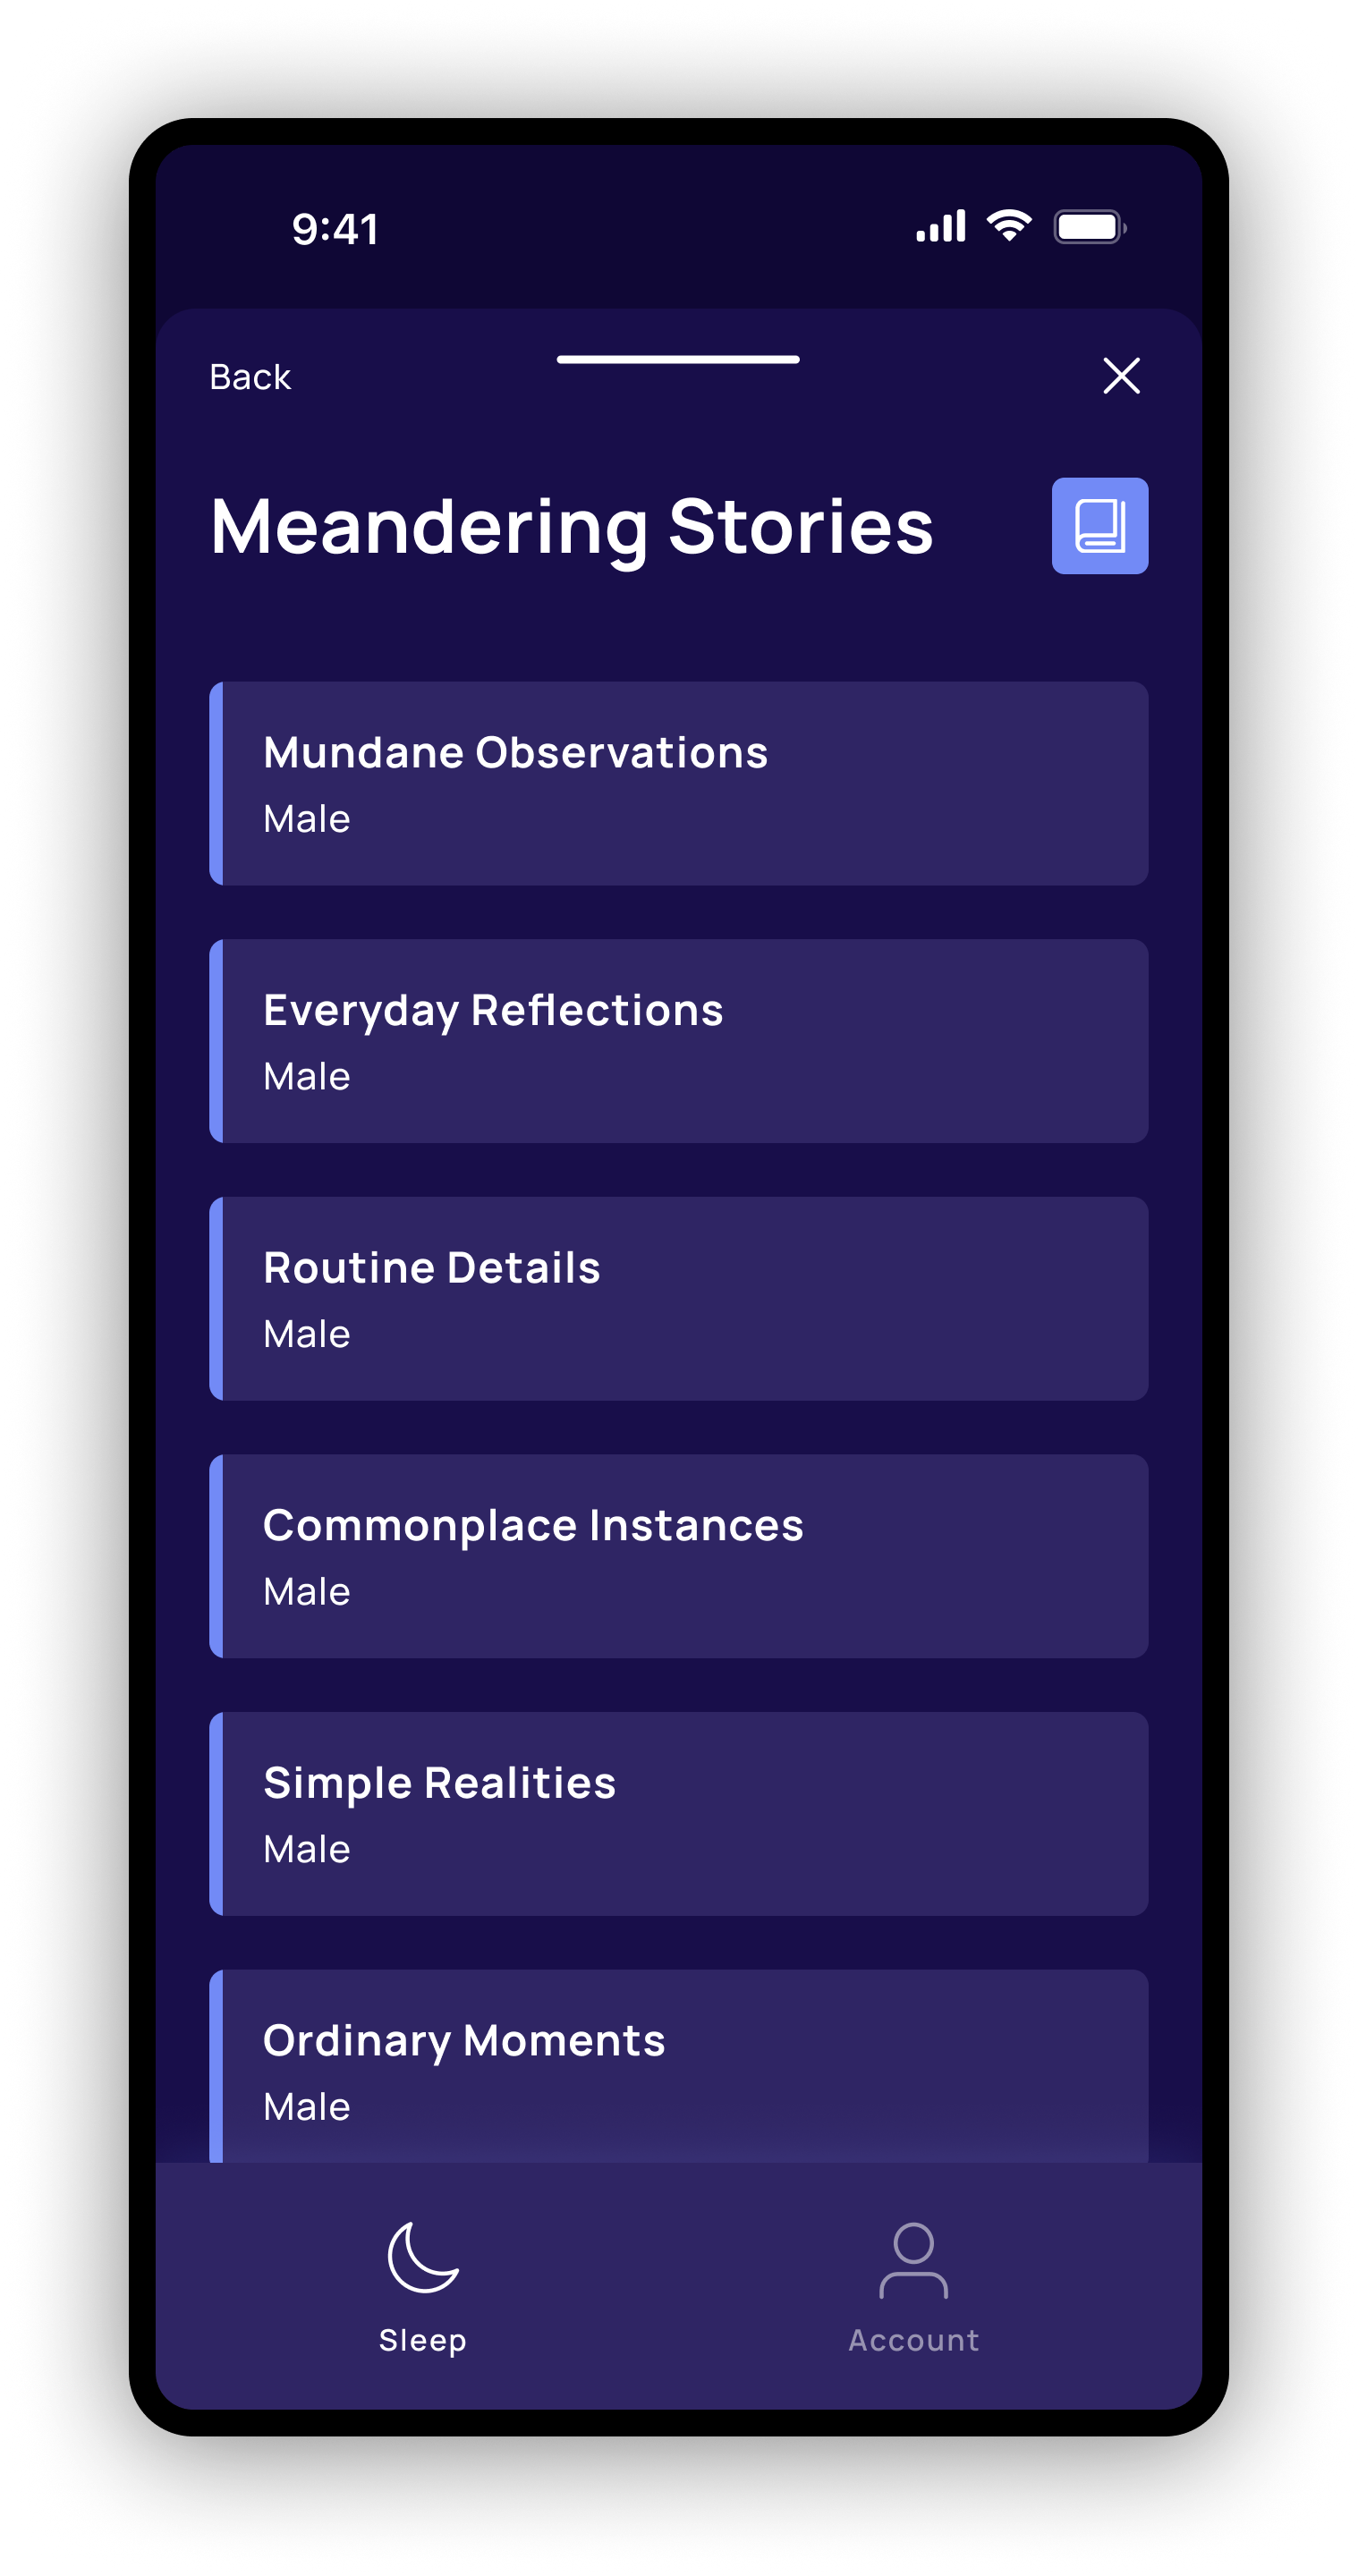 9:41
Back
Meandering Stories
Mundane Observations
Male
Everyday Reflections
Male
Routine Details
Male
Commonplace Instances
Male
Simple Realities
Male
Ordinary Moments
Male
Sleep
Account